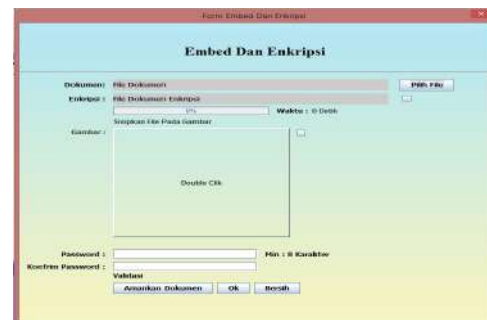 Form Embed Dan Enkripsi
Embed Dan Enkripsi
Dokumen: File Dokumen Pilih File
Enkripsi : File Dokumen Enkripsi
0% Waktu : 0 Detik
Sisipkan File Pada Gambar
Gambar :
Double Clik
Password : Min : 8 Karakter
Konfrim Password :
Validasi
Amankan Dokumen Ok Bersih